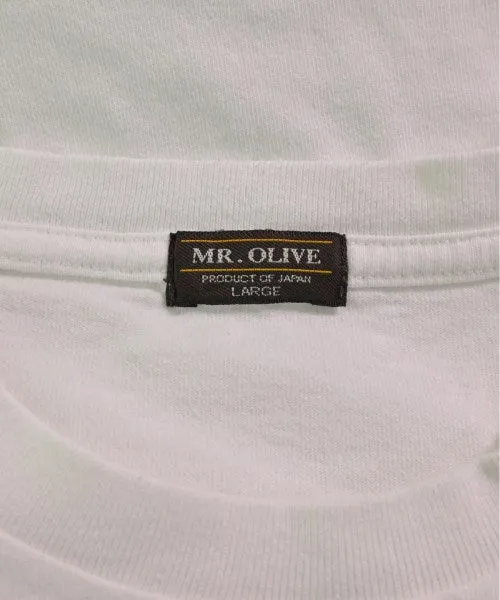 MR. OLIVE
PRODUCT OF JAPAN
LARGE